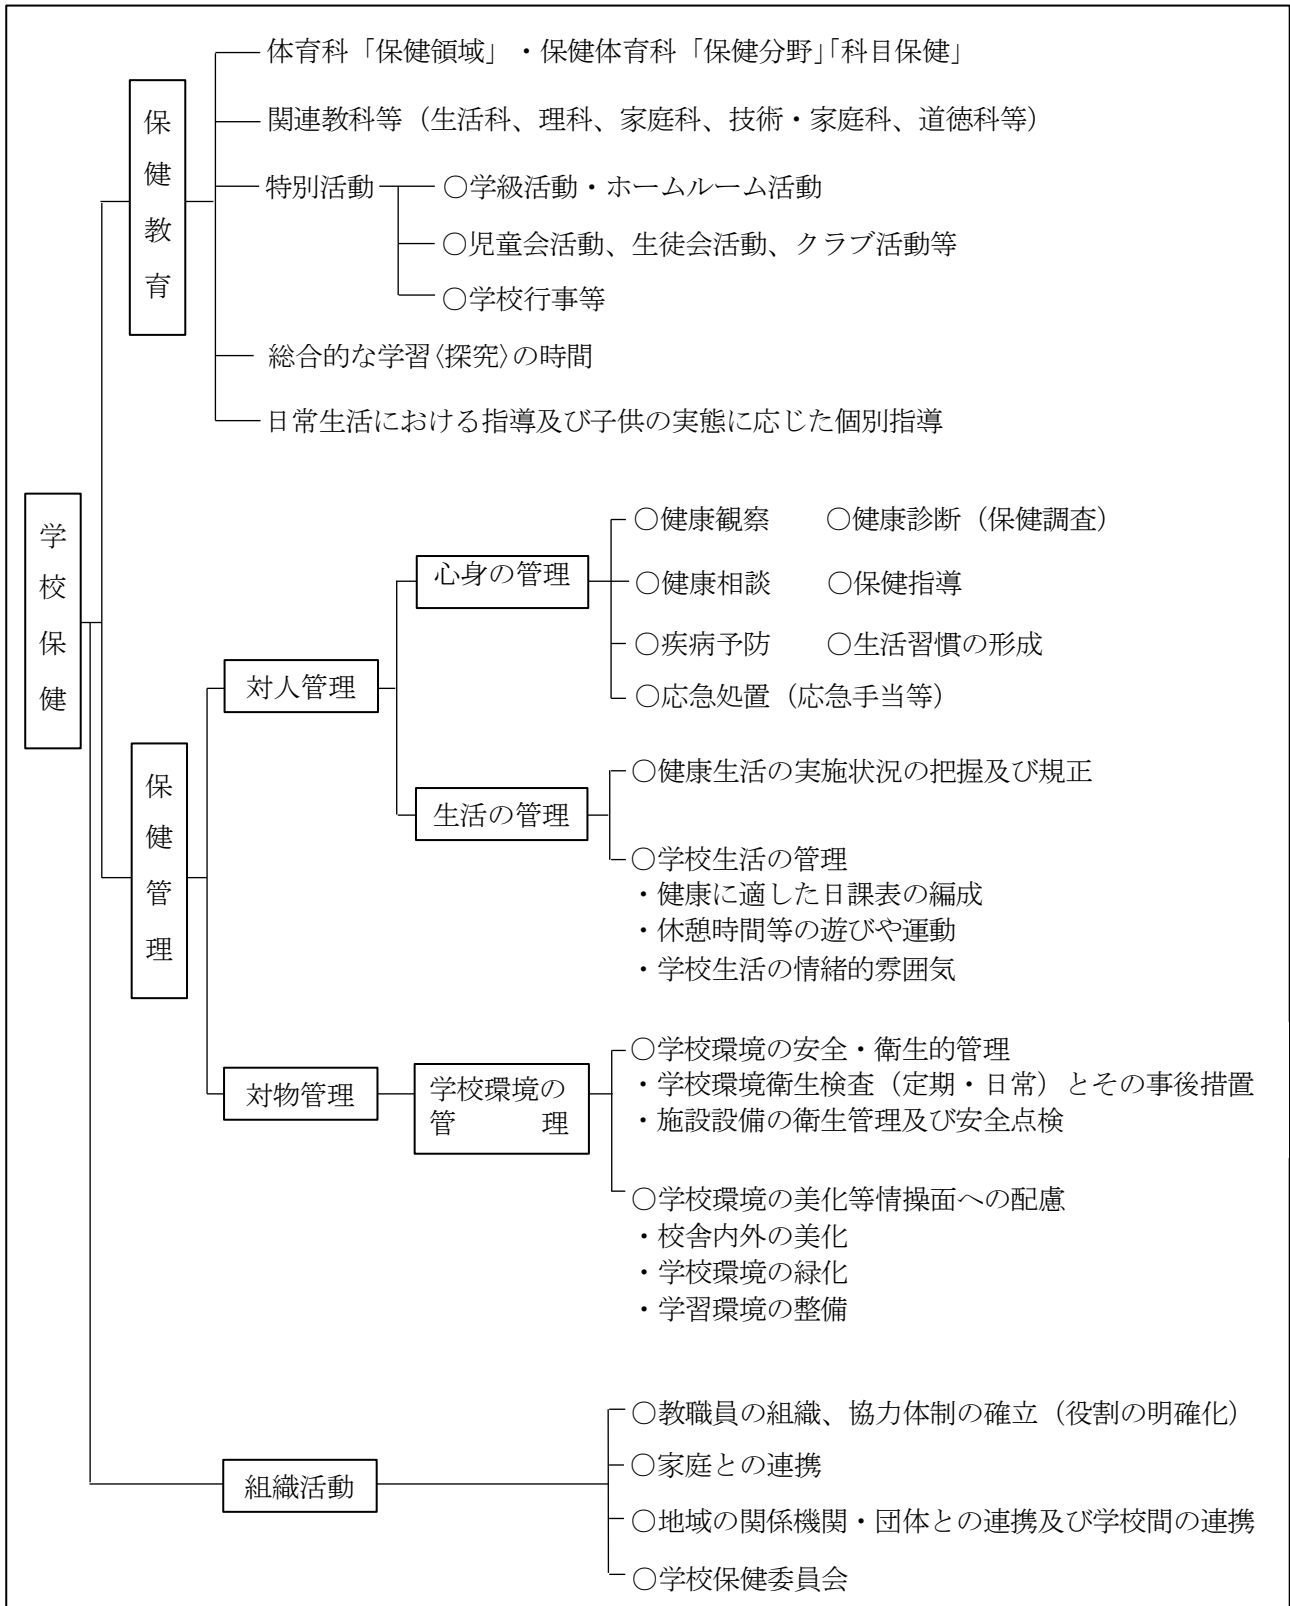 学校保健
保健教育
体育科「保健領域」・保健体育科「保健分野」「科目保健」
関連教科等（生活科、理科、家庭科、技術・家庭科、道徳科等）
特別活動
○学級活動・ホームルーム活動
○児童会活動、生徒会活動、クラブ活動等
○学校行事等
総合的な学習〈探究〉の時間
日常生活における指導及び子供の実態に応じた個別指導
保健管理
対人管理
心身の管理
○健康観察　　○健康診断（保健調査）
○健康相談　　○保健指導
○疾病予防　　○生活習慣の形成
○応急処置（応急手当等）
生活の管理
○健康生活の実施状況の把握及び規正
○学校生活の管理
・健康に適した日課表の編成
・休憩時間等の遊びや運動
・学校生活の情緒的雰囲気
対物管理
学校環境の
管　　　理
○学校環境の安全・衛生的管理
・学校環境衛生検査（定期・日常）とその事後措置
・施設設備の衛生管理及び安全点検
○学校環境の美化等情操面への配慮
・校舎内外の美化
・学校環境の緑化
・学習環境の整備
組織活動
○教職員の組織、協力体制の確立（役割の明確化）
○家庭との連携
○地域の関係機関・団体との連携及び学校間の連携
○学校保健委員会